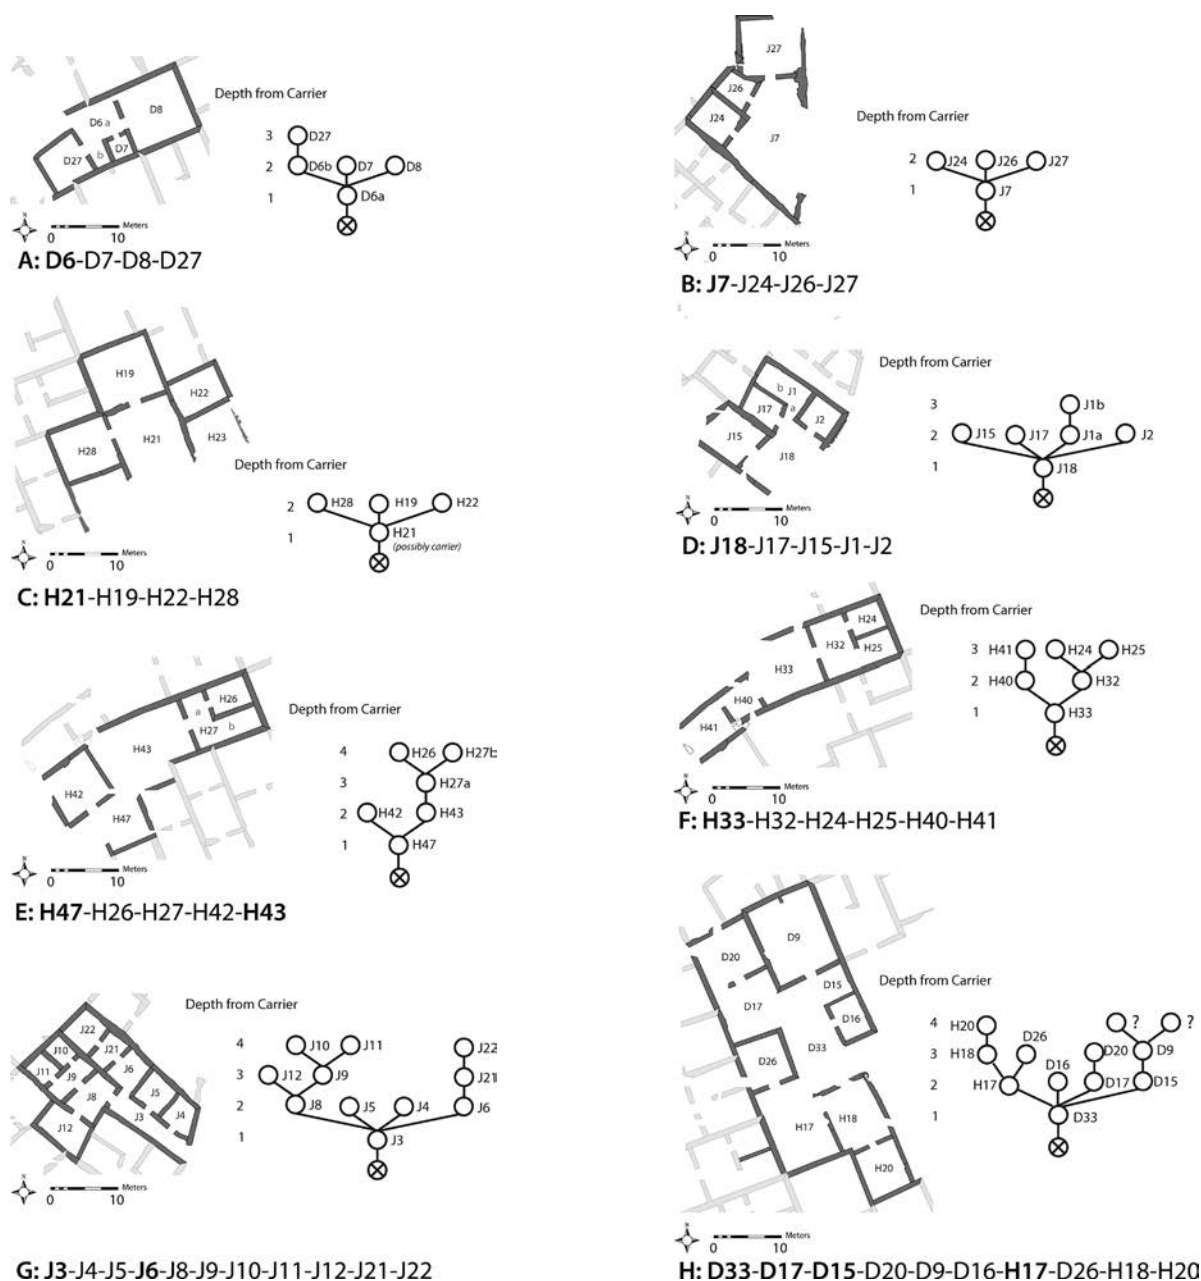 D8
D6 a
D27
b
D7
Depth from Carrier
3
D27
2
D6b
D7
D8
1
D6a
N
0
10
Meters
A: D6-D7-D8-D27
J27
J26
J24
J7
Depth from Carrier
2
J24
J26
J27
1
J7
N
0
10
Meters
B: J7-J24-J26-J27
H19
H22
H21
H23
H28
Depth from Carrier
2
H28
H19
H22
1
H21
(possibly carrier)
N
0
10
Meters
C: H21-H19-H22-H28
b
J1
J17
a
J2
J15
J18
Depth from Carrier
3
J1b
2
J15
J17
J1a
J2
1
J18
N
0
10
Meters
D: J18-J17-J15-J1-J2
H26
a
b
H27
H43
H42
H47
Depth from Carrier
4
H26
H27b
3
H27a
2
H42
H43
1
H47
N
0
10
Meters
E: H47-H26-H27-H42-H43
H24
H32
H25
H33
H40
H41
Depth from Carrier
3
H41
H24
H25
2
H40
H32
1
H33
N
0
10
Meters
F: H33-H32-H24-H25-H40-H41
J22
J10
J21
J11
J9
J6
J8
J5
J3
J4
J12
Depth from Carrier
4
J10
J11
J22
3
J12
J9
J21
2
J8
J5
J4
J6
1
J3
N
0
10
Meters
G: J3-J4-J5-J6-J8-J9-J10-J11-J12-J21-J22
D9
D20
D15
D17
D16
D33
D26
H18
H17
H20
Depth from Carrier
4
H20
?
?
3
H18
D26
D20
D9
2
H17
D16
D17
D15
1
D33
N
0
10
Meters
H: D33-D17-D15-D20-D9-D16-H17-D26-H18-H20